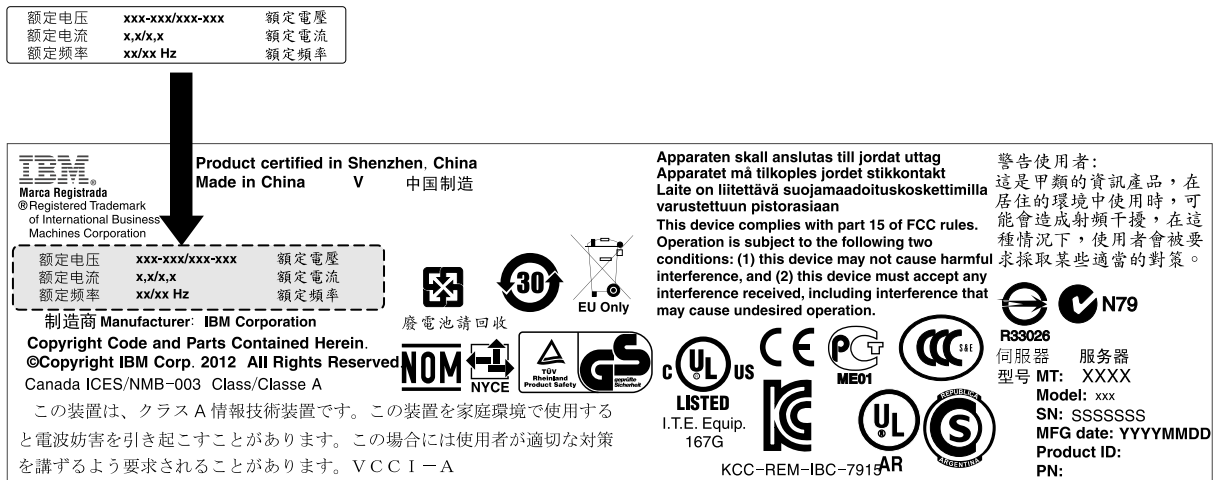 额定电压 xxx-xxx/xxx-xxx 額定電壓
额定电流 x,x/x,x 額定電流
额定频率 xx/xx Hz 額定頻率
IBM®
Marca Registrada
® Registered Trademark
of International Business
Machines Corporation
Product certified in Shenzhen, China
Made in China V 中国制造
额定电压 xxx-xxx/xxx-xxx 額定電壓
额定电流 x,x/x,x 額定電流
额定频率 xx/xx Hz 額定頻率
制造商 Manufacturer: IBM Corporation
Copyright Code and Parts Contained Herein.
©Copyright IBM Corp. 2012 All Rights Reserved
Canada ICES/NMB-003 Class/Classe A
この装置は、クラスA情報技術装置です。この装置を家庭環境で使用する
と電波妨害を引き起こすことがあります。この場合には使用者が適切な対策
を講ずるよう要求されることがあります。VCCI-A
廢電池請回收
30
EU Only
NOM
NYCE
TÜV
Rheinland
Product Safety
GS
geprüfte
Sicherheit
Apparaten skall anslutas till jordat uttag
Apparatet må tilkoples jordet stikkontakt
Laite on liitettävä suojamaadoituskoskettimilla
varustettuun pistorasiaan
This device complies with part 15 of FCC rules.
Operation is subject to the following two
conditions: (1) this device may not cause harmful
interference, and (2) this device must accept any
interference received, including interference that
may cause undesired operation.
C UL US
LISTED
I.T.E. Equip.
167G
CE
PCT
ME01
CCC S&E
KC
KCC-REM-IBC-7915
UL
AR
REPUBLICA
S
ARGENTINA
警告使用者:
這是甲類的資訊產品，在
居住的環境中使用時，可
能會造成射頻干擾，在這
種情況下，使用者會被要
求採取某些適當的對策。
R33026
N79
伺服器 服务器
型号 MT: XXXX
Model: xxx
SN: SSSSSSS
MFG date: YYYYMMDD
Product ID:
PN: